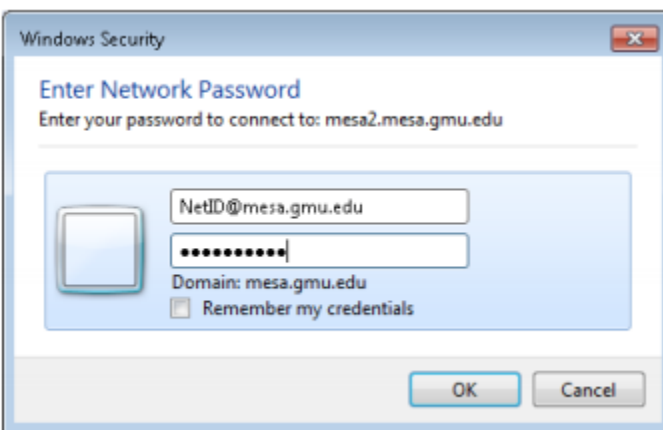 Windows Security
Enter Network Password
Enter your password to connect to: mesa2.mesa.gmu.edu
NetID@mesa.gmu.edu
●●●●●●●●●●
Domain: mesa.gmu.edu
Remember my credentials
OK Cancel